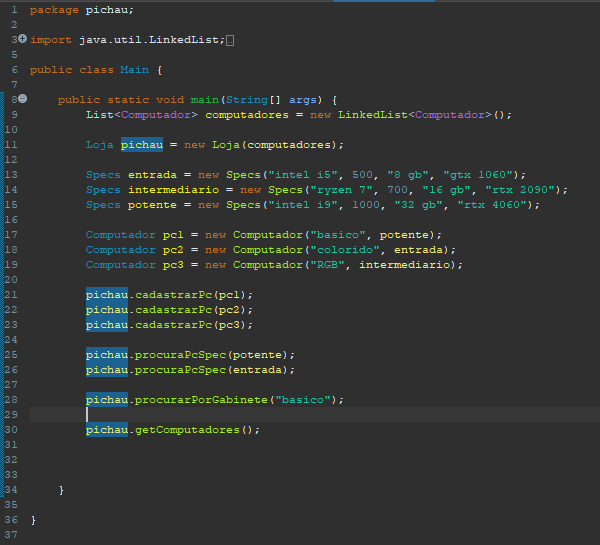 1 package pichau;
2
3 import java.util.LinkedList;
5
6 public class Main {
7
8 public static void main(String[] args) {
9 List<Computador> computadores = new LinkedList<Computador>();
10
11 Loja pichau = new Loja(computadores);
12
13 Specs entrada = new Specs("intel i5", 500, "8 gb", "gtx 1060");
14 Specs intermediario = new Specs("ryzen 7", 700, "16 gb", "rtx 2090");
15 Specs potente = new Specs("intel i9", 1000, "32 gb", "rtx 4060");
16
17 Computador pc1 = new Computador("basico", potente);
18 Computador pc2 = new Computador("colorido", entrada);
19 Computador pc3 = new Computador("RGB", intermediario);
20
21 pichau.cadastrarPc(pc1);
22 pichau.cadastrarPc(pc2);
23 pichau.cadastrarPc(pc3);
24
25 pichau.procuraPcSpec(potente);
26 pichau.procuraPcSpec(entrada);
27
28 pichau.procurarPorGabinete("basico");
29
30 pichau.getComputadores();
31
32
33
34 }
35
36 }
37